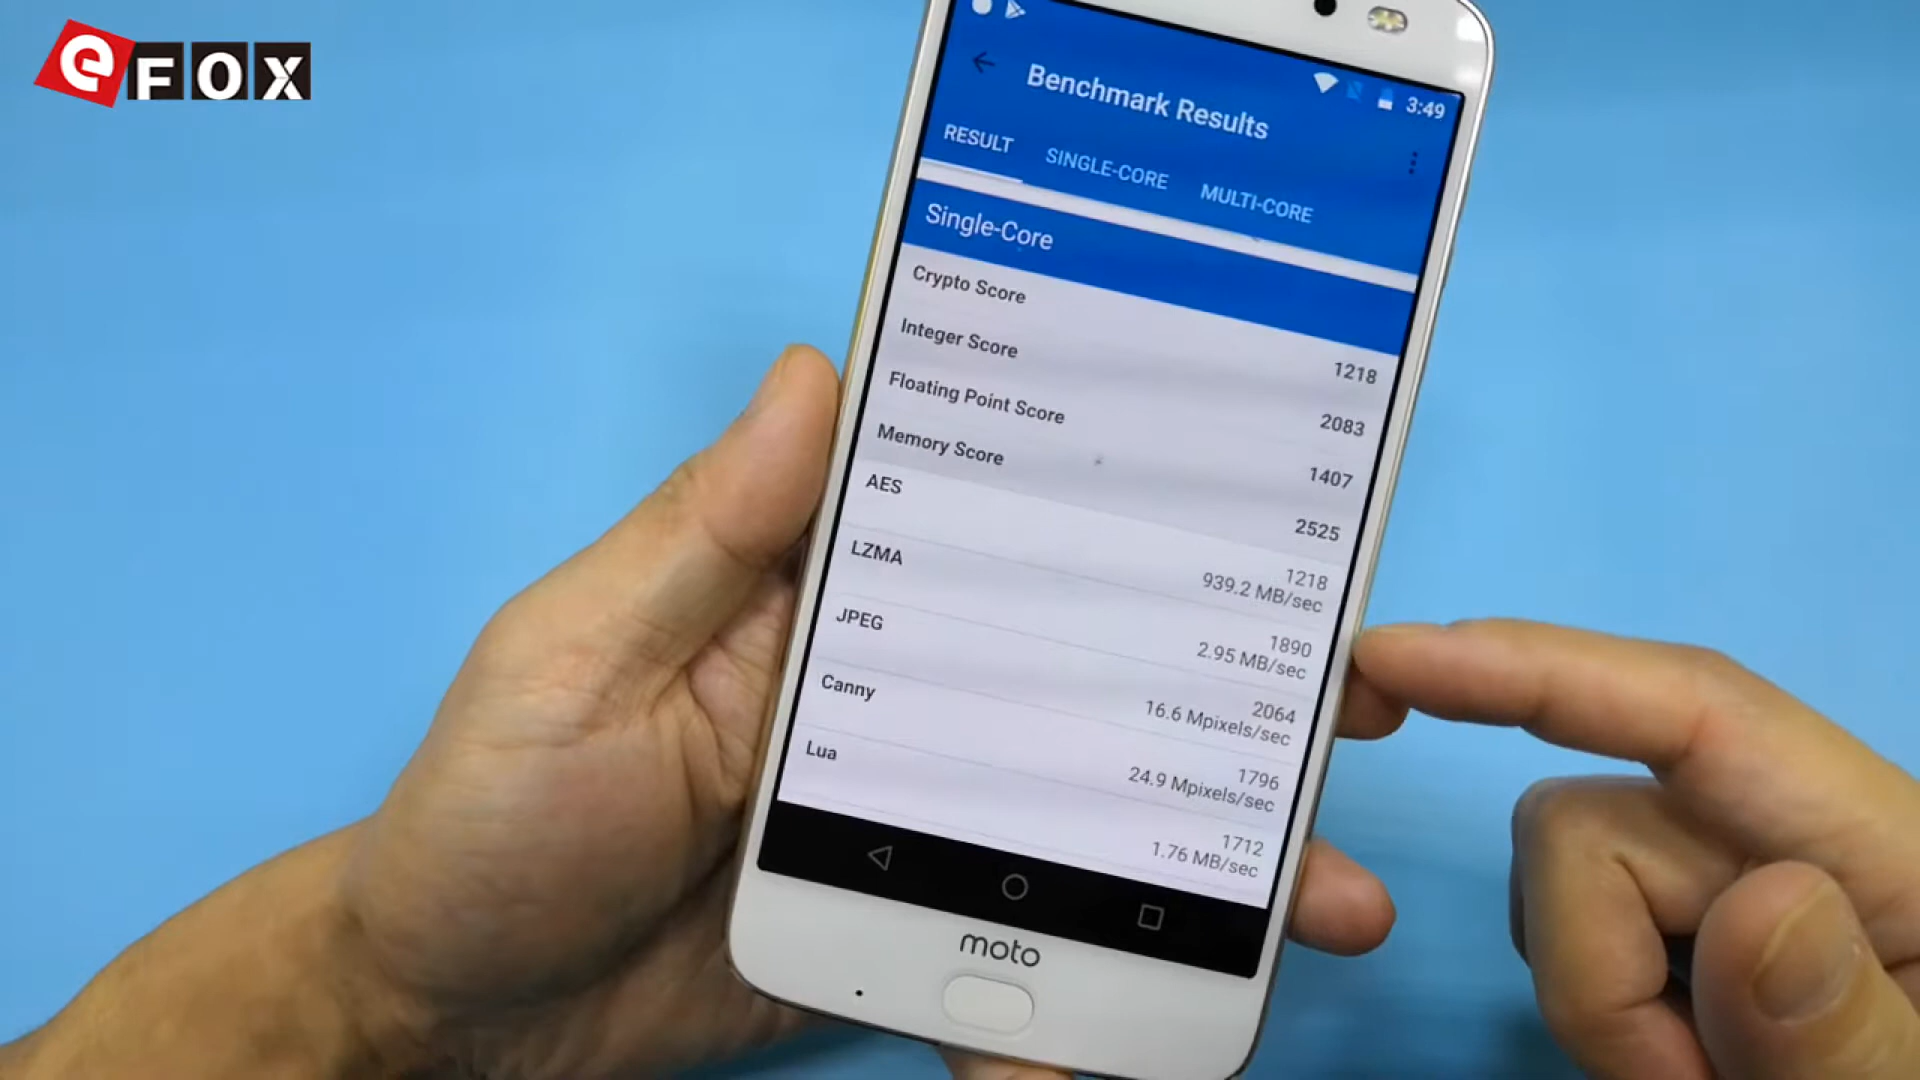 eFOX
3:49
Benchmark Results
RESULT SINGLE-CORE MULTI-CORE
Single-Core
Crypto Score 1218
Integer Score 2083
Floating Point Score 1407
Memory Score 2525
AES 1218
939.2 MB/sec
LZMA 1890
2.95 MB/sec
JPEG 2064
16.6 Mpixels/sec
Canny 1796
24.9 Mpixels/sec
Lua 1712
1.76 MB/sec
moto